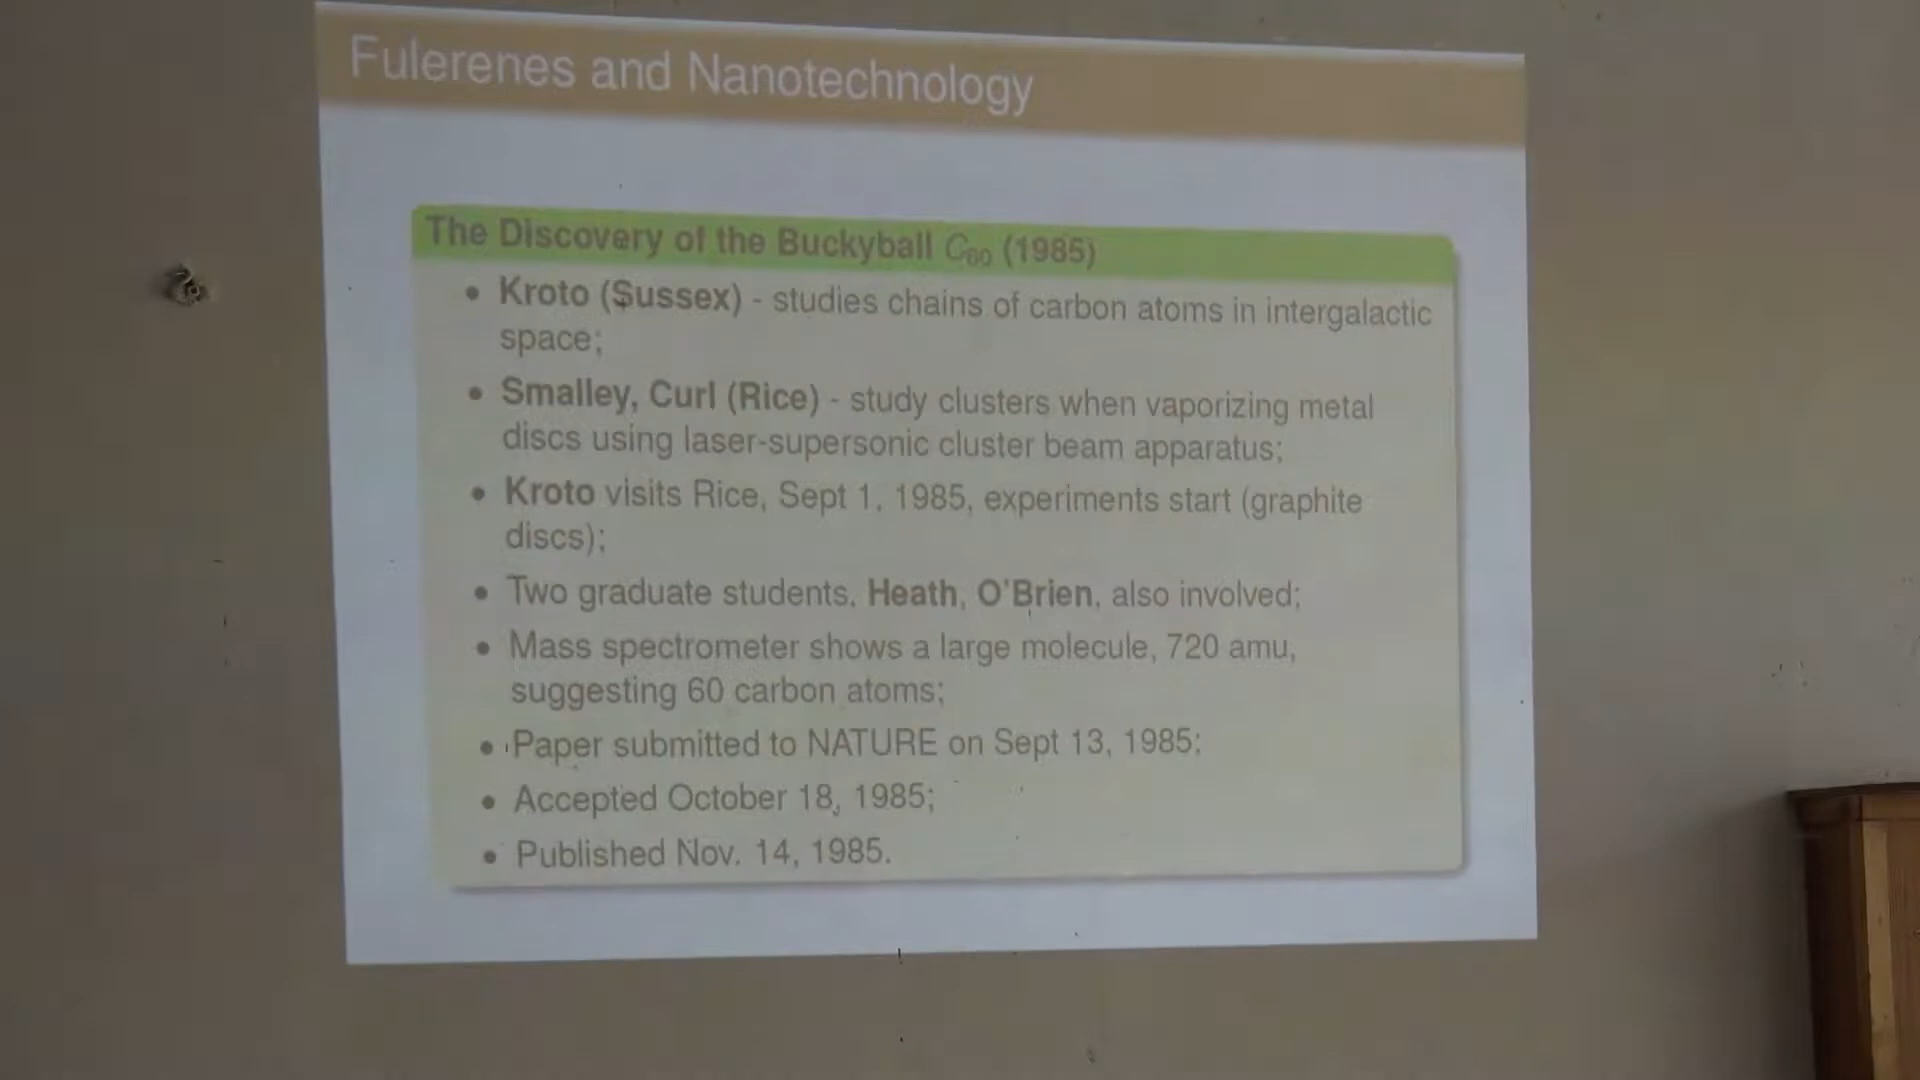 Fulerenes and Nanotechnology
The Discovery of the Buckyball C60 (1985)
• Kroto (Sussex) - studies chains of carbon atoms in intergalactic
space;
• Smalley, Curl (Rice) - study clusters when vaporizing metal
discs using laser-supersonic cluster beam apparatus;
• Kroto visits Rice, Sept 1, 1985, experiments start (graphite
discs);
• Two graduate students, Heath, O'Brien, also involved;
• Mass spectrometer shows a large molecule, 720 amu,
suggesting 60 carbon atoms;
• Paper submitted to NATURE on Sept 13, 1985;
• Accepted October 18, 1985;
• Published Nov. 14, 1985.